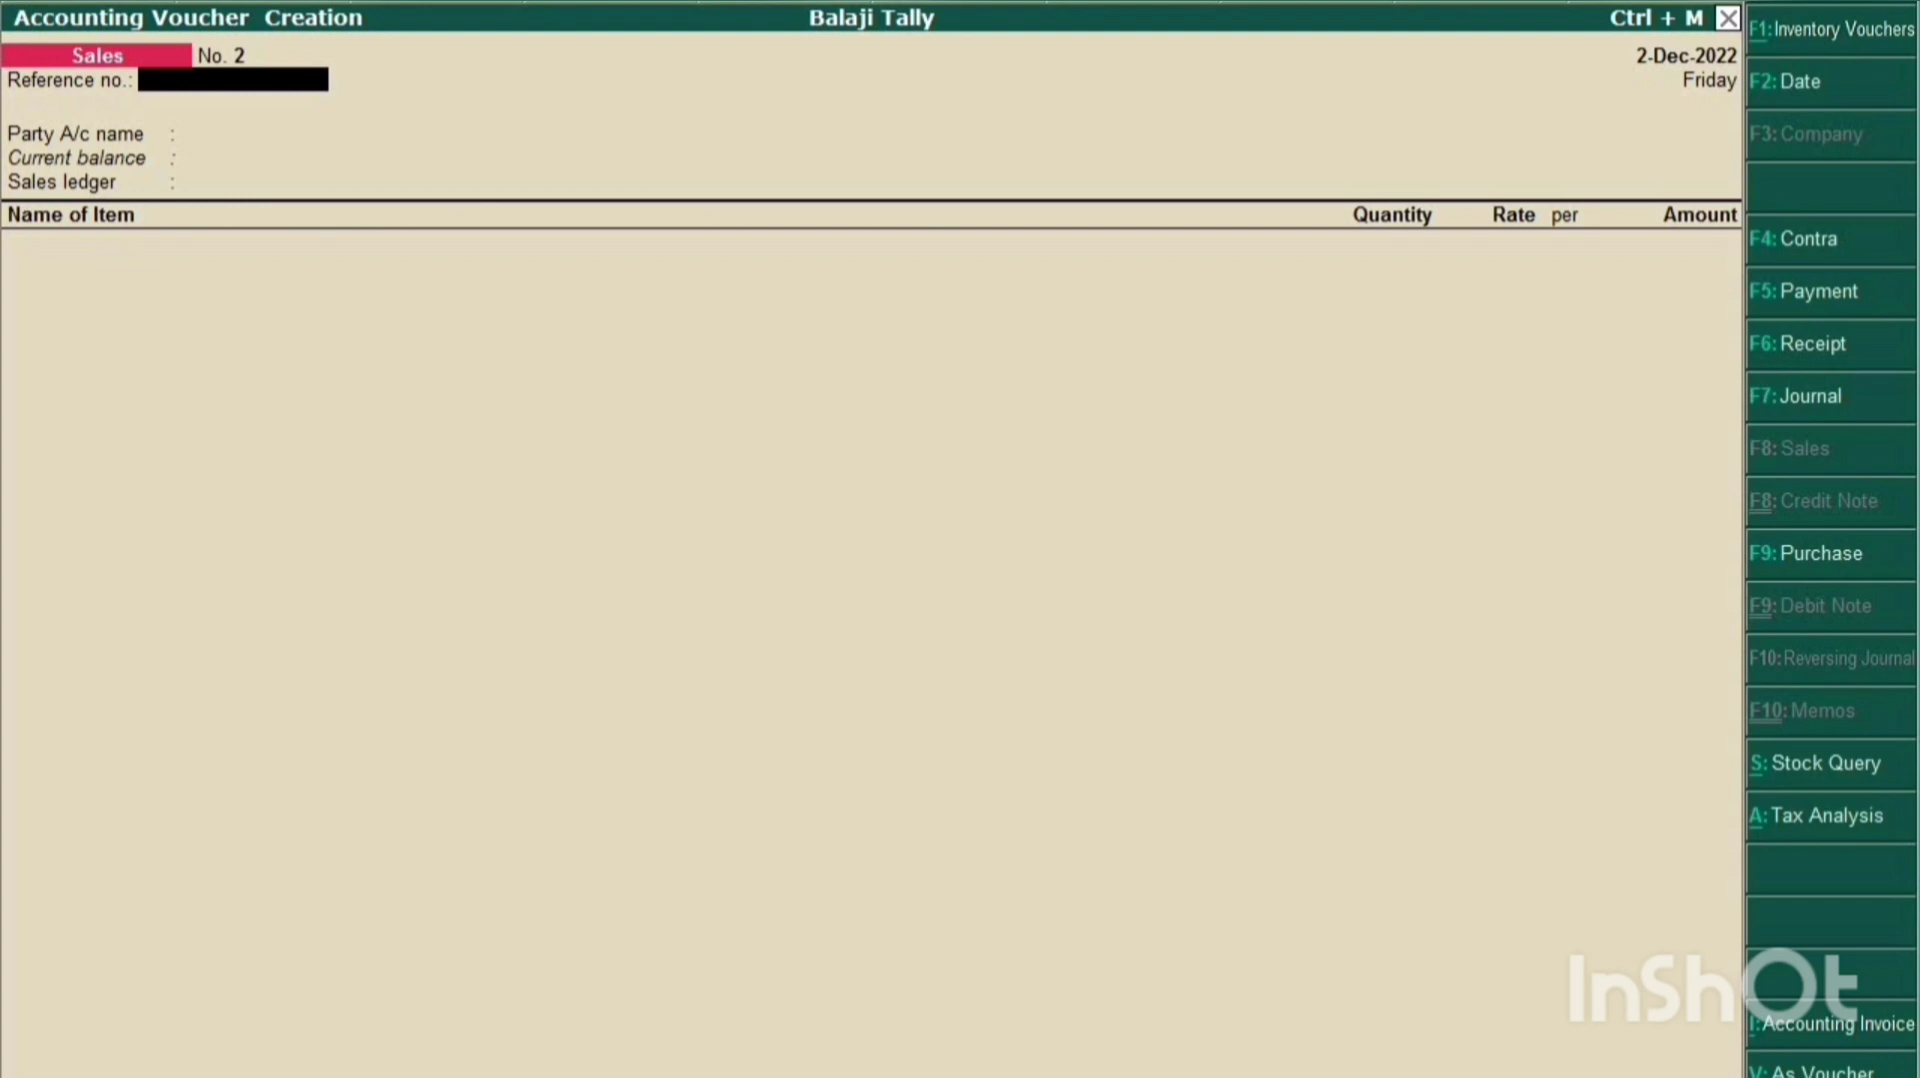 Accounting Voucher Creation Balaji Tally Ctrl + M
Sales No. 2 2-Dec-2022
Reference no.: Friday
Party A/c name :
Current balance :
Sales ledger :
Name of Item Quantity Rate per Amount
F1: Inventory Vouchers
F2: Date
F3: Company
F4: Contra
F5: Payment
F6: Receipt
F7: Journal
F8: Sales
F8: Credit Note
F9: Purchase
F9: Debit Note
F10: Reversing Journal
F10: Memos
S: Stock Query
A: Tax Analysis
InShOt
I: Accounting Invoice
V: As Voucher